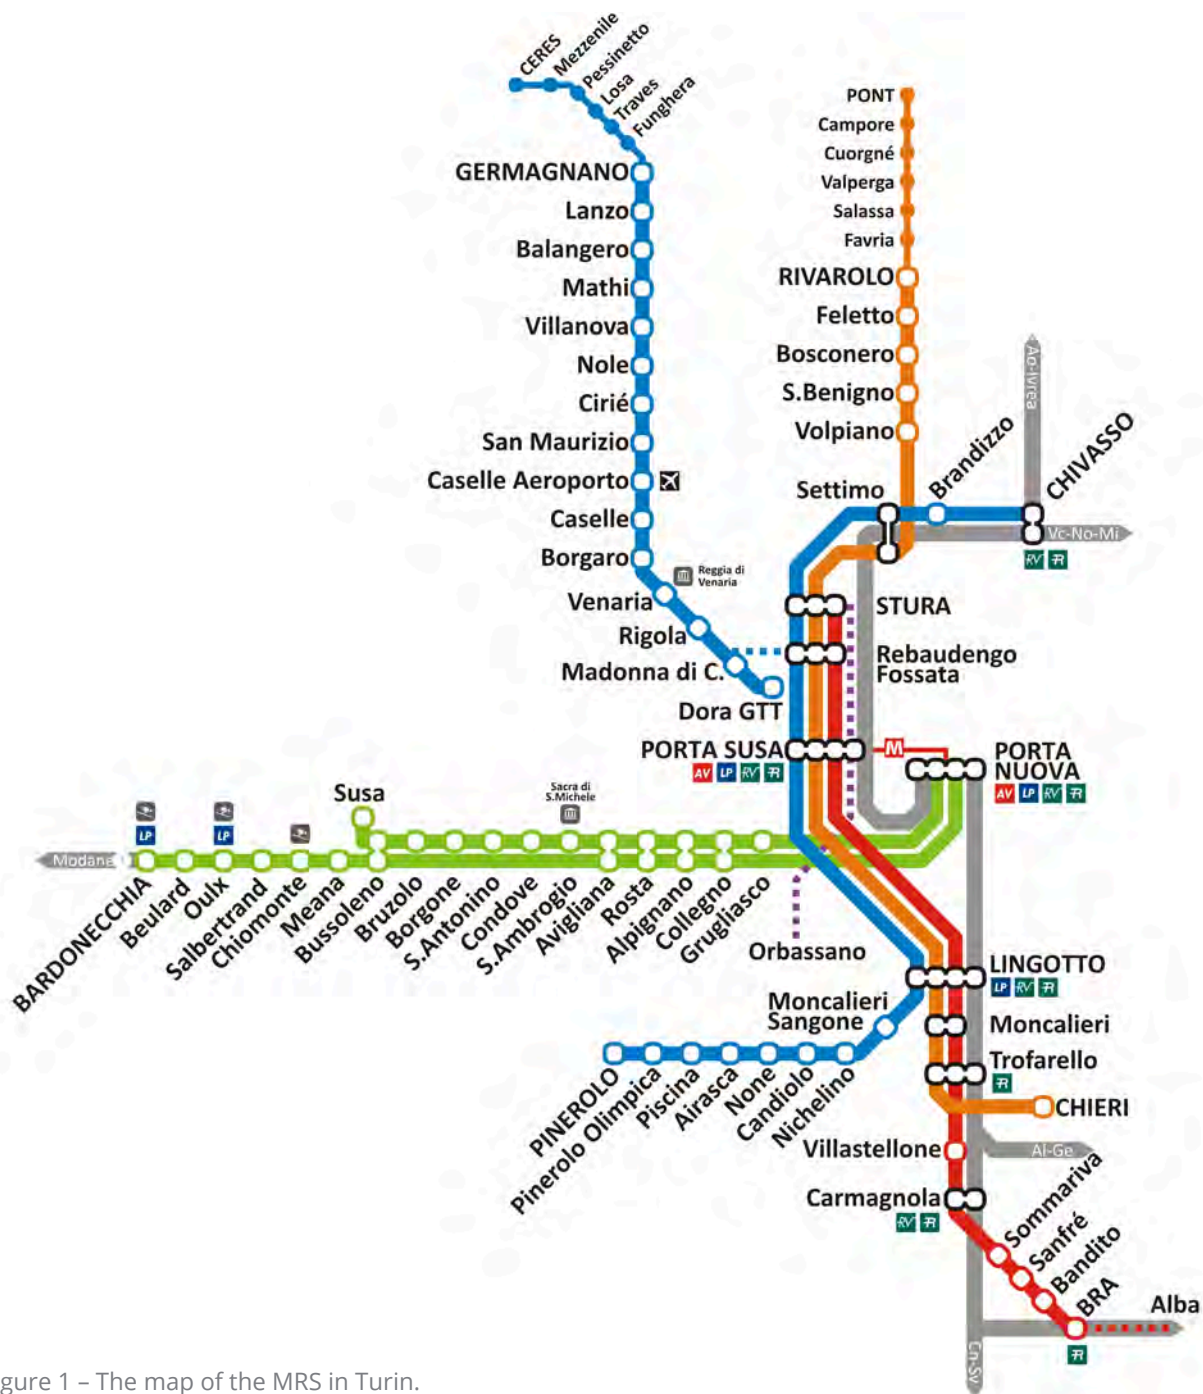 CERES
Mezzenile
Pessinetto
Losa
Traves
Funghera
GERMAGNANO
Lanzo
Balangero
Mathi
Villanova
Nole
Cirié
San Maurizio
Caselle Aeroporto
Caselle
Borgaro
Reggia di
Venaria
Venaria
Rigola
Madonna di C.
Dora GTT
PONT
Campore
Cuorgné
Valperga
Salassa
Favria
RIVAROLO
Feletto
Bosconero
S.Benigno
Volpiano
Settimo
Brandizzo
CHIVASSO
Ao-Ivrea
Vc-No-Mi
RV R
STURA
Rebaudengo
Fossata
PORTA SUSA
AV LP RV R
M
PORTA
NUOVA
AV LP RV R
Susa
Sacra di
S.Michele
LP
LP
Modane
BARDONECCHIA
Beulard
Oulx
Salbertrand
Chiomonte
Meana
Bussoleno
Bruzolo
Borgone
S.Antonino
Condove
S.Ambrogio
Avigliana
Rosta
Alpignano
Collegno
Grugliasco
Orbassano
LINGOTTO
LP RV R
Moncalieri
Sangone
Moncalieri
Trofarello
R
PINEROLO
Pinerolo Olimpica
Piscina
Airasca
None
Candiolo
Nichelino
CHIERI
Al-Ge
Villastellone
Carmagnola
RV R
Sommariva
Sanfré
Bandito
BRA
R
Alba
Cn-Sv
gure 1 – The map of the MRS in Turin.